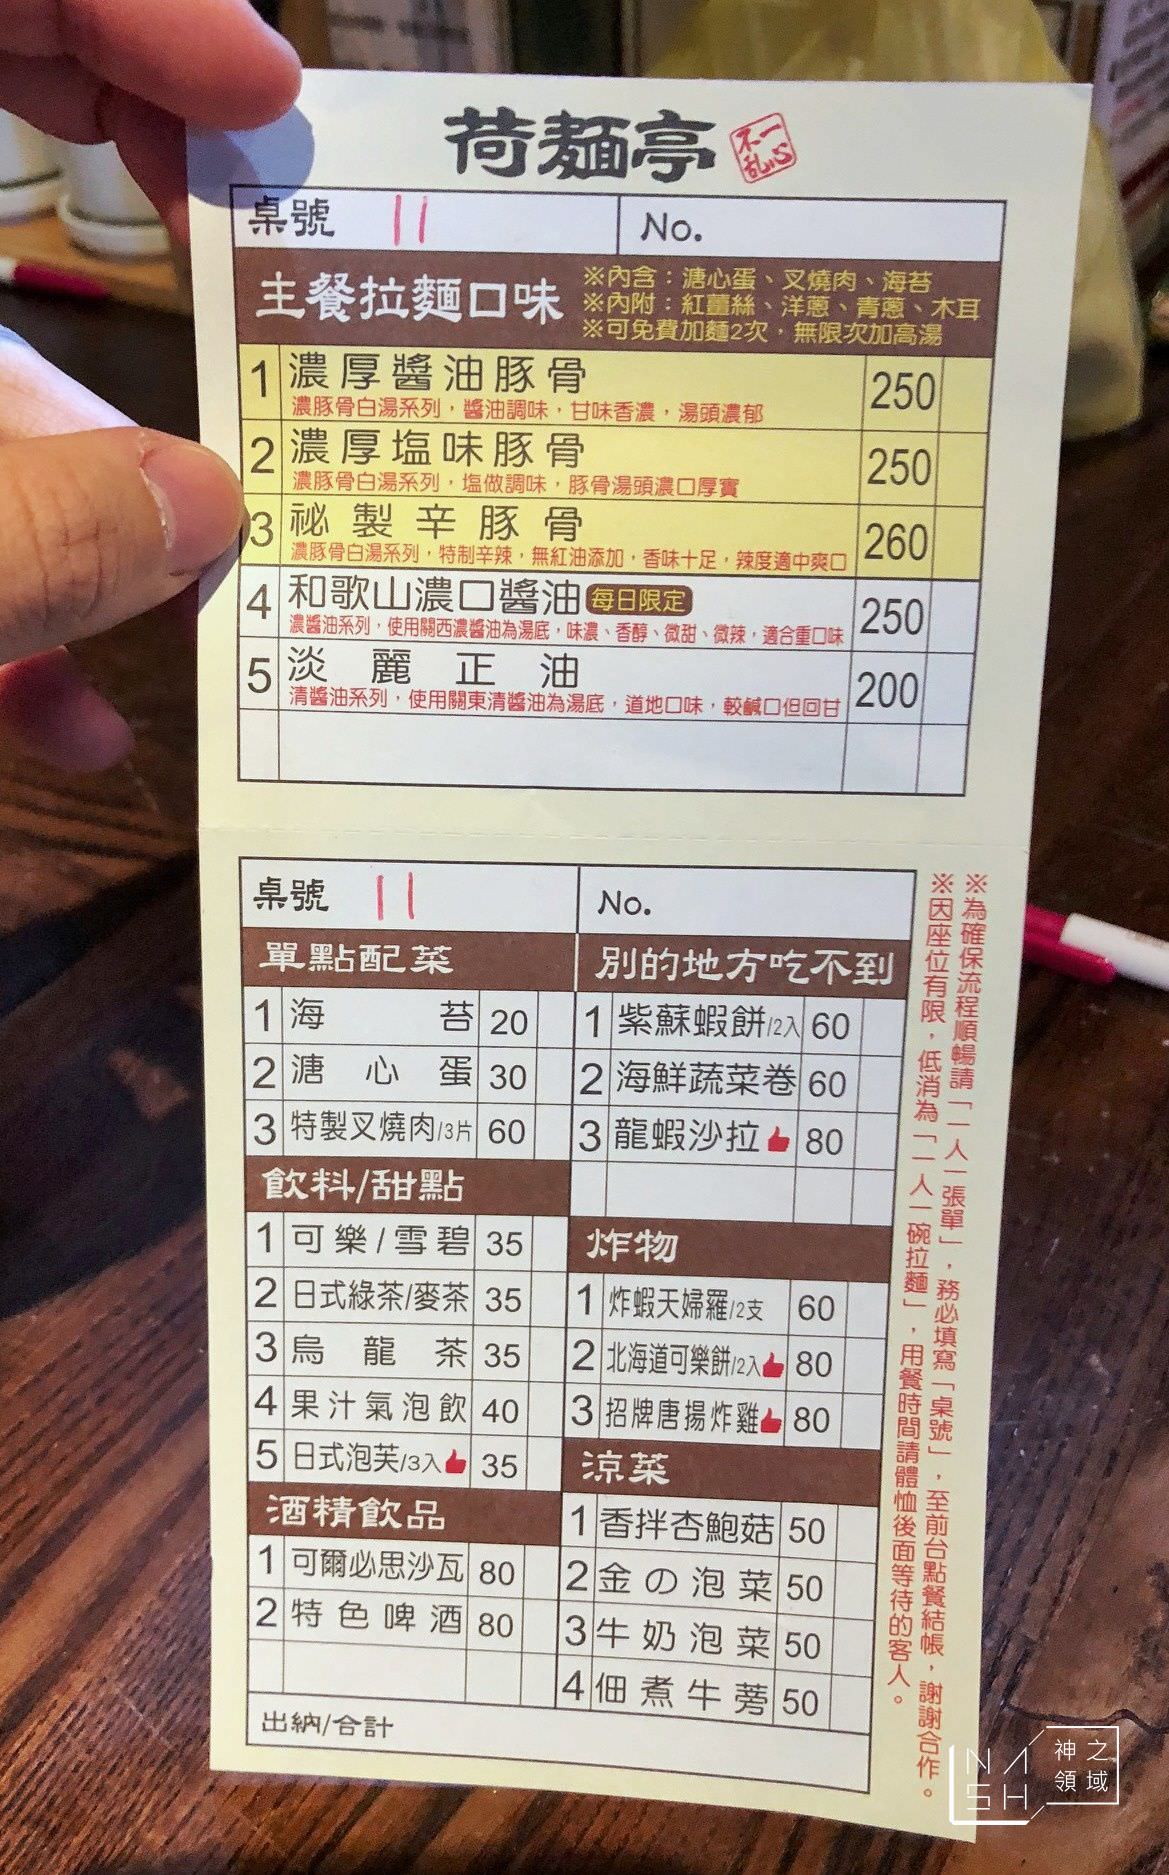 荷麵亭
一心不乱
桌號 11 No.
主餐拉麵口味
※內含：溏心蛋、叉燒肉、海苔
※內附：紅薑絲、洋蔥、青蔥、木耳
※可免費加麵2次，無限次加高湯
1 濃厚醬油豚骨 250
濃豚骨白湯系列，醬油調味，甘味香濃，湯頭濃郁
2 濃厚塩味豚骨 250
濃豚骨白湯系列，塩做調味，豚骨湯頭濃口厚實
3 祕製辛豚骨 260
濃豚骨白湯系列，特制辛辣，無紅油添加，香味十足，辣度適中爽口
4 和歌山濃口醬油 每日限定 250
濃醬油系列，使用關西濃醬油為湯底，味濃、香醇、微甜、微辣，適合重口味
5 淡麗正油 200
清醬油系列，使用關東清醬油為湯底，道地口味，較鹹口但回甘
桌號 11 No.
單點配菜
1 海苔 20
2 溏心蛋 30
3 特製叉燒肉/3片 60
飲料/甜點
1 可樂/雪碧 35
2 日式綠茶/麥茶 35
3 烏龍茶 35
4 果汁氣泡飲 40
5 日式泡芙/3入 35
酒精飲品
1 可爾必思沙瓦 80
2 特色啤酒 80
出納/合計
別的地方吃不到
1 紫蘇蝦餅/2入 60
2 海鮮蔬菜卷 60
3 龍蝦沙拉 80
炸物
1 炸蝦天婦羅/2支 60
2 北海道可樂餅/2入 80
3 招牌唐揚炸雞 80
涼菜
1 香拌杏鮑菇 50
2 金の泡菜 50
3 牛奶泡菜 50
4 佃煮牛蒡 50
※為確保流程順暢請「一人一張單」，務必填寫「桌號」，至前台點餐結帳，謝謝合作。
※因座位有限，低消為「一人一碗拉麵」，用餐時間請體恤後面等待的客人。
NASH
神之領域